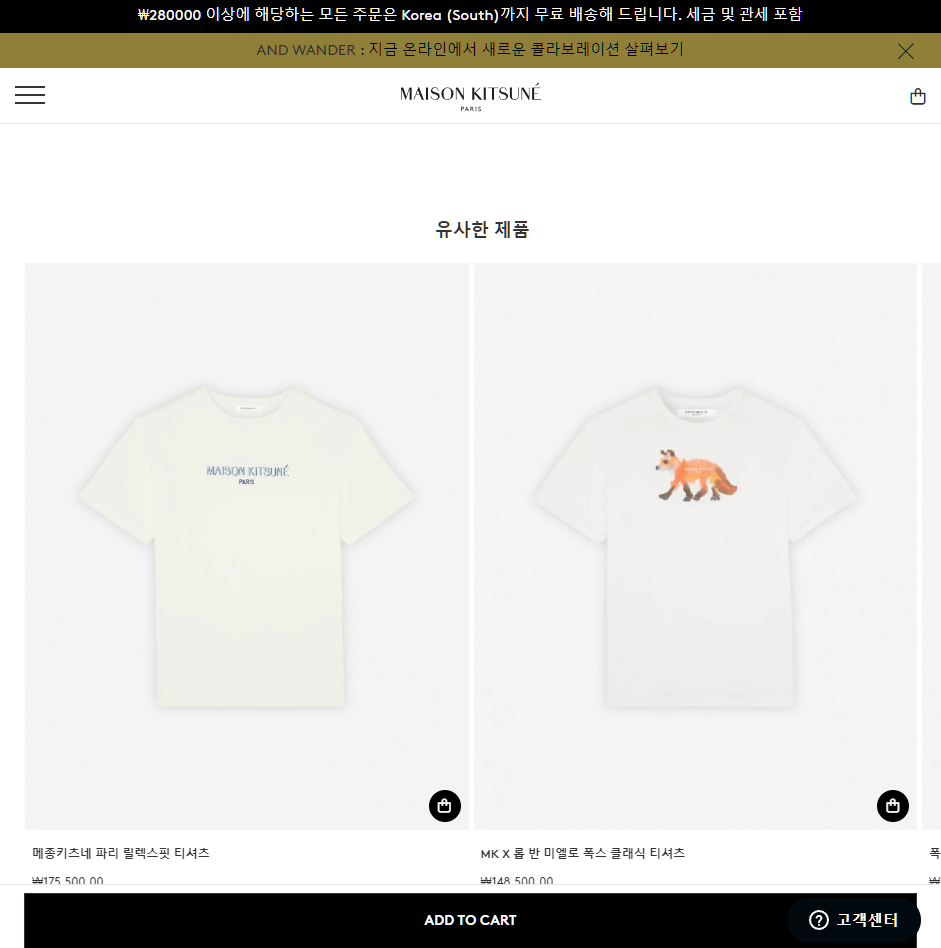 ₩280000 이상에 해당하는 모든 주문은 Korea (South)까지 무료 배송해 드립니다. 세금 및 관세 포함
AND WANDER : 지금 온라인에서 새로운 콜라보레이션 살펴보기
MAISON KITSUNÉ
PARIS
유사한 제품
MAISON KITSUNÉ
PARIS
메종키츠네 파리 릴렉스핏 티셔츠
MK X 롭 반 미엘로 폭스 클래식 티셔츠
폭
₩175,500.00
₩148,500.00
₩
ADD TO CART
고객센터